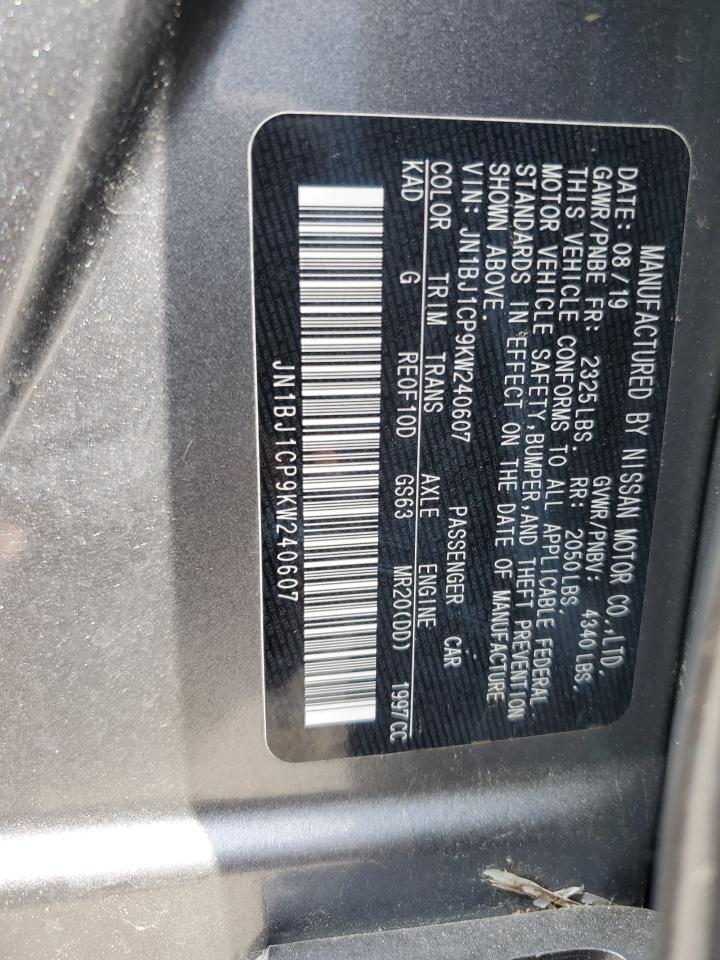 MANUFACTURED BY NISSAN MOTOR CO.,LTD.
DATE: 08/19 GVWR/PNBV: 4340LBS.
GAWR/PNBE FR: 2325LBS. RR: 2050LBS.
THIS VEHICLE CONFORMS TO ALL APPLICABLE FEDERAL
MOTOR VEHICLE SAFETY,BUMPER,AND THEFT PREVENTION
STANDARDS IN EFFECT ON THE DATE OF MANUFACTURE
SHOWN ABOVE.
VIN: JN1BJ1CP9KW240607 PASSENGER CAR
COLOR TRIM TRANS AXLE ENGINE
KAD G RE0F10D GS63 MR20(DD) 1997CC
JN1BJ1CP9KW240607